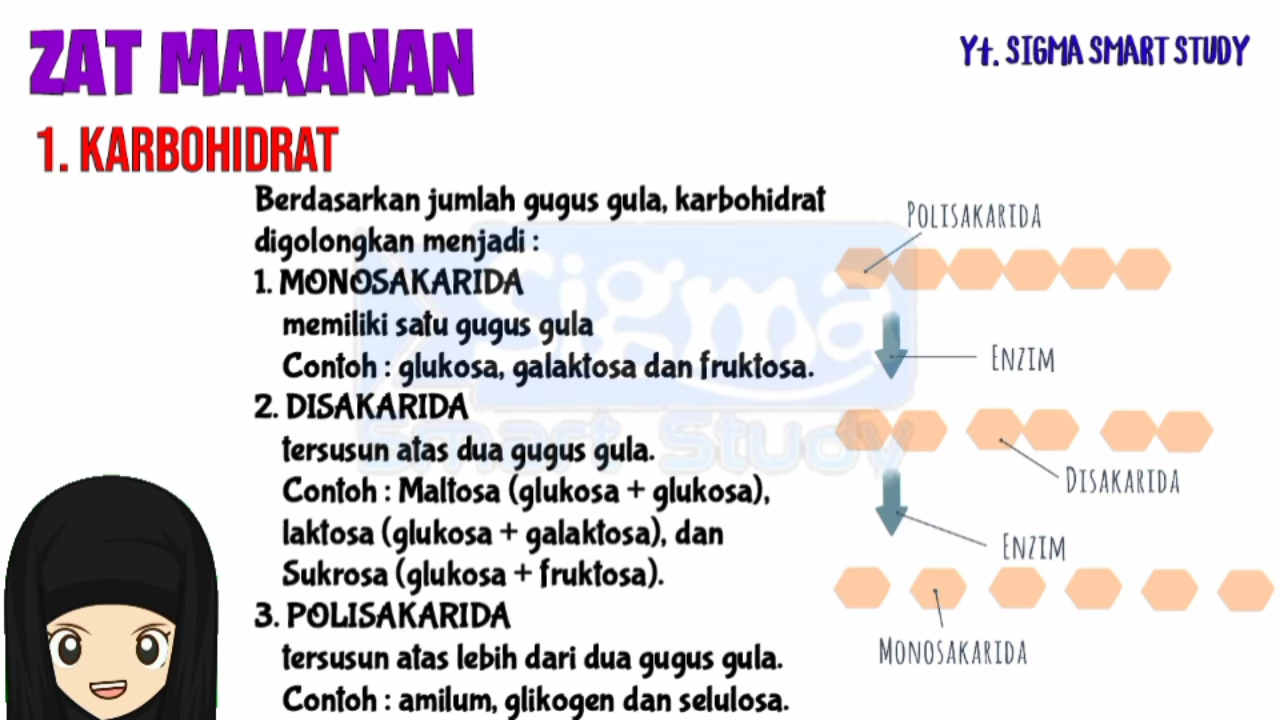 ZAT MAKANAN
Yt. SIGMA SMART STUDY
1. KARBOHIDRAT
Berdasarkan jumlah gugus gula, karbohidrat
digolongkan menjadi :
1. MONOSAKARIDA
memiliki satu gugus gula
Contoh : glukosa, galaktosa dan fruktosa.
2. DISAKARIDA
tersusun atas dua gugus gula.
Contoh : Maltosa (glukosa + glukosa),
laktosa (glukosa + galaktosa), dan
Sukrosa (glukosa + fruktosa).
3. POLISAKARIDA
tersusun atas lebih dari dua gugus gula.
Contoh : amilum, glikogen dan selulosa.
POLISAKARIDA
ENZIM
DISAKARIDA
ENZIM
MONOSAKARIDA
Sigma
Smart Study